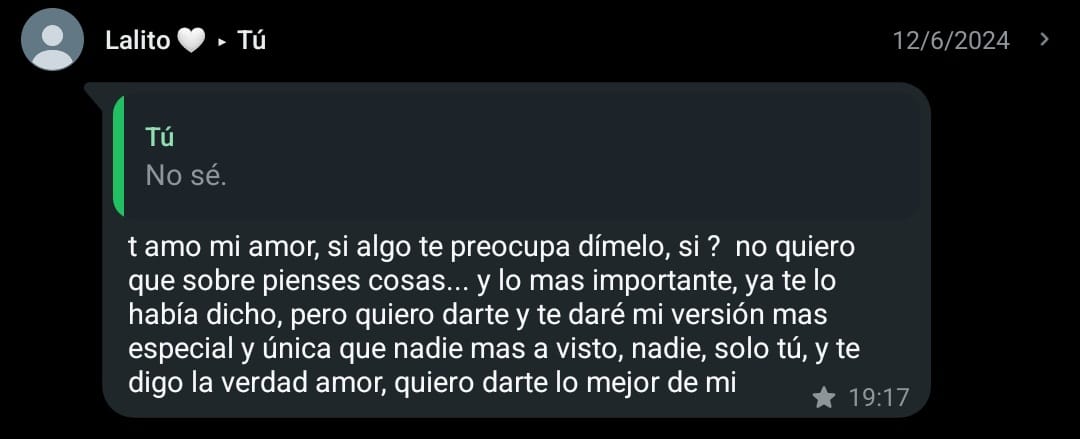 Lalito 🤍 ▸ Tú 12/6/2024
Tú
No sé.
t amo mi amor, si algo te preocupa dímelo, si ? no quiero
que sobre pienses cosas... y lo mas importante, ya te lo
había dicho, pero quiero darte y te daré mi versión mas
especial y única que nadie mas a visto, nadie, solo tú, y te
digo la verdad amor, quiero darte lo mejor de mi
19:17